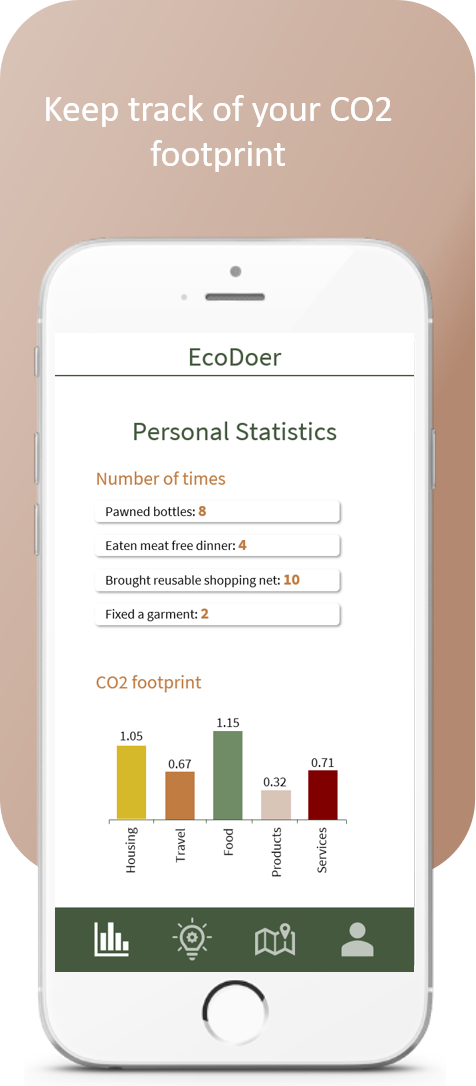 Keep track of your CO2
footprint
EcoDoer
Personal Statistics
Number of times
Pawned bottles: 8
Eaten meat free dinner: 4
Brought reusable shopping net: 10
Fixed a garment: 2
CO2 footprint
1.05
0.67
1.15
0.32
0.71
Housing
Travel
Food
Products
Services